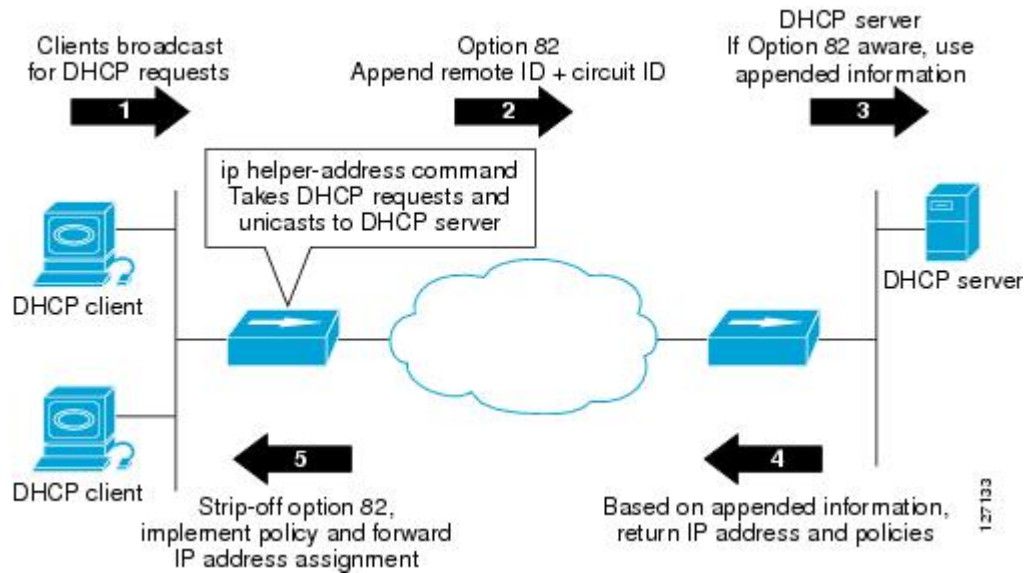 Clients broadcast
for DHCP requests
1
Option 82
Append remote ID + circuit ID
2
DHCP server
If Option 82 aware, use
appended information
3
ip helper-address command
Takes DHCP requests and
unicasts to DHCP server
DHCP client
DHCP server
DHCP client
5
Strip-off option 82,
implement policy and forward
IP address assignment
4
Based on appended information,
return IP address and policies
127133